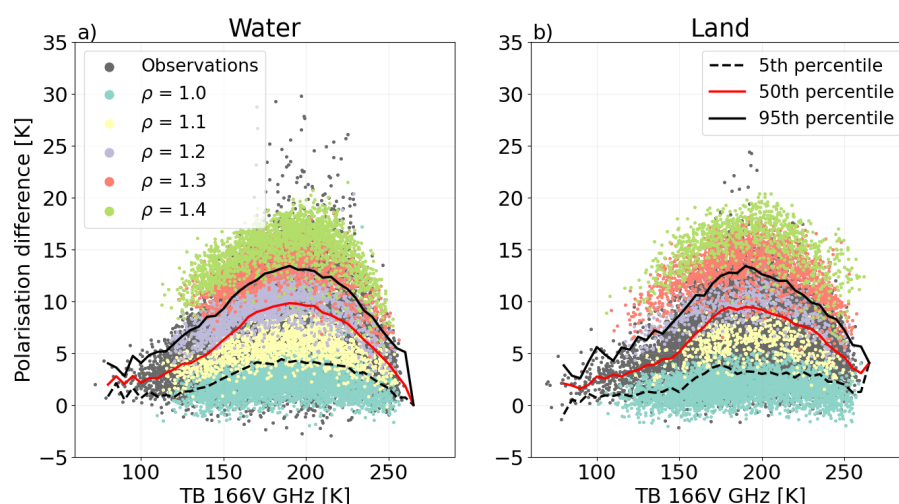 a) Water
b) Land
Observations
ρ = 1.0
ρ = 1.1
ρ = 1.2
ρ = 1.3
ρ = 1.4
5th percentile
50th percentile
95th percentile
Polarisation difference [K]
35
30
25
20
15
10
5
0
−5
100
150
200
250
TB 166V GHz [K]
35
30
25
20
15
10
5
0
−5
100
150
200
250
TB 166V GHz [K]